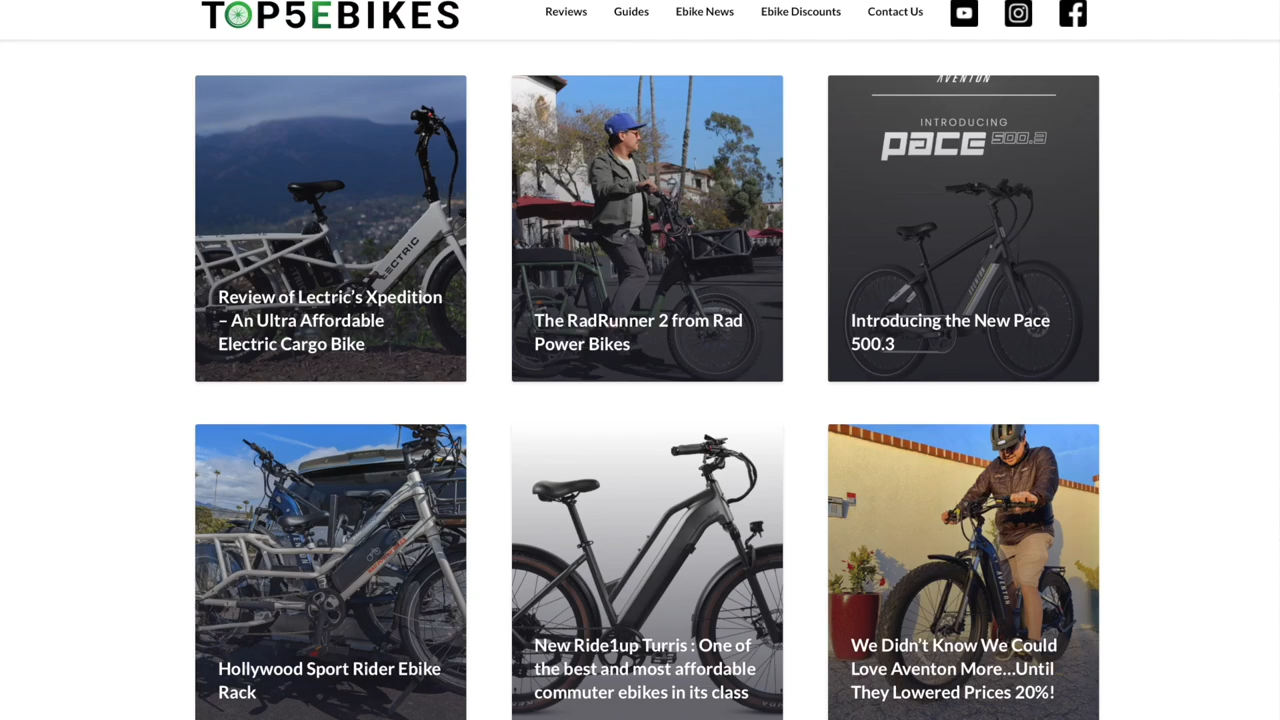 TOP5EBIKES
Reviews
Guides
Ebike News
Ebike Discounts
Contact Us
AVENTON
INTRODUCING
PACE 500.3
LECTRIC
Review of Lectric’s Xpedition
– An Ultra Affordable
Electric Cargo Bike
The RadRunner 2 from Rad
Power Bikes
AVENTON
Introducing the New Pace
500.3
Hollywood Sport Rider Ebike
Rack
New Ride1up Turris : One of
the best and most affordable
commuter ebikes in its class
AVENTON
We Didn’t Know We Could
Love Aventon More...Until
They Lowered Prices 20%!